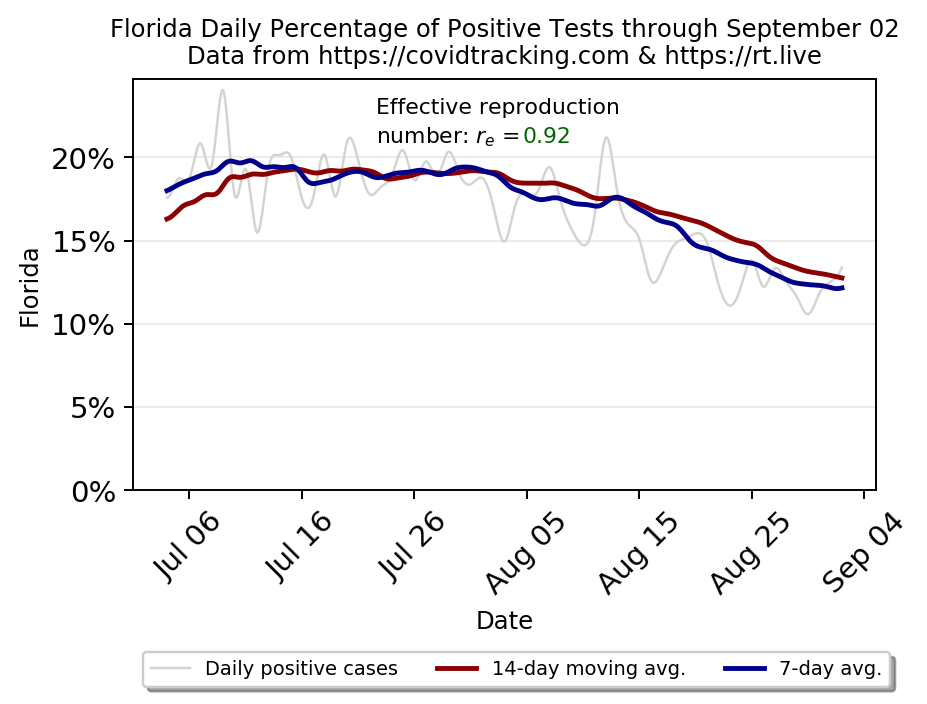 Florida Daily Percentage of Positive Tests through September 02
Data from https://covidtracking.com & https://rt.live
Effective reproduction
number: rₑ =0.92
20%
15%
10%
5%
0%
Florida
Jul 06
Jul 16
Jul 26
Aug 05
Aug 15
Aug 25
Sep 04
Date
Daily positive cases
14-day moving avg.
7-day avg.